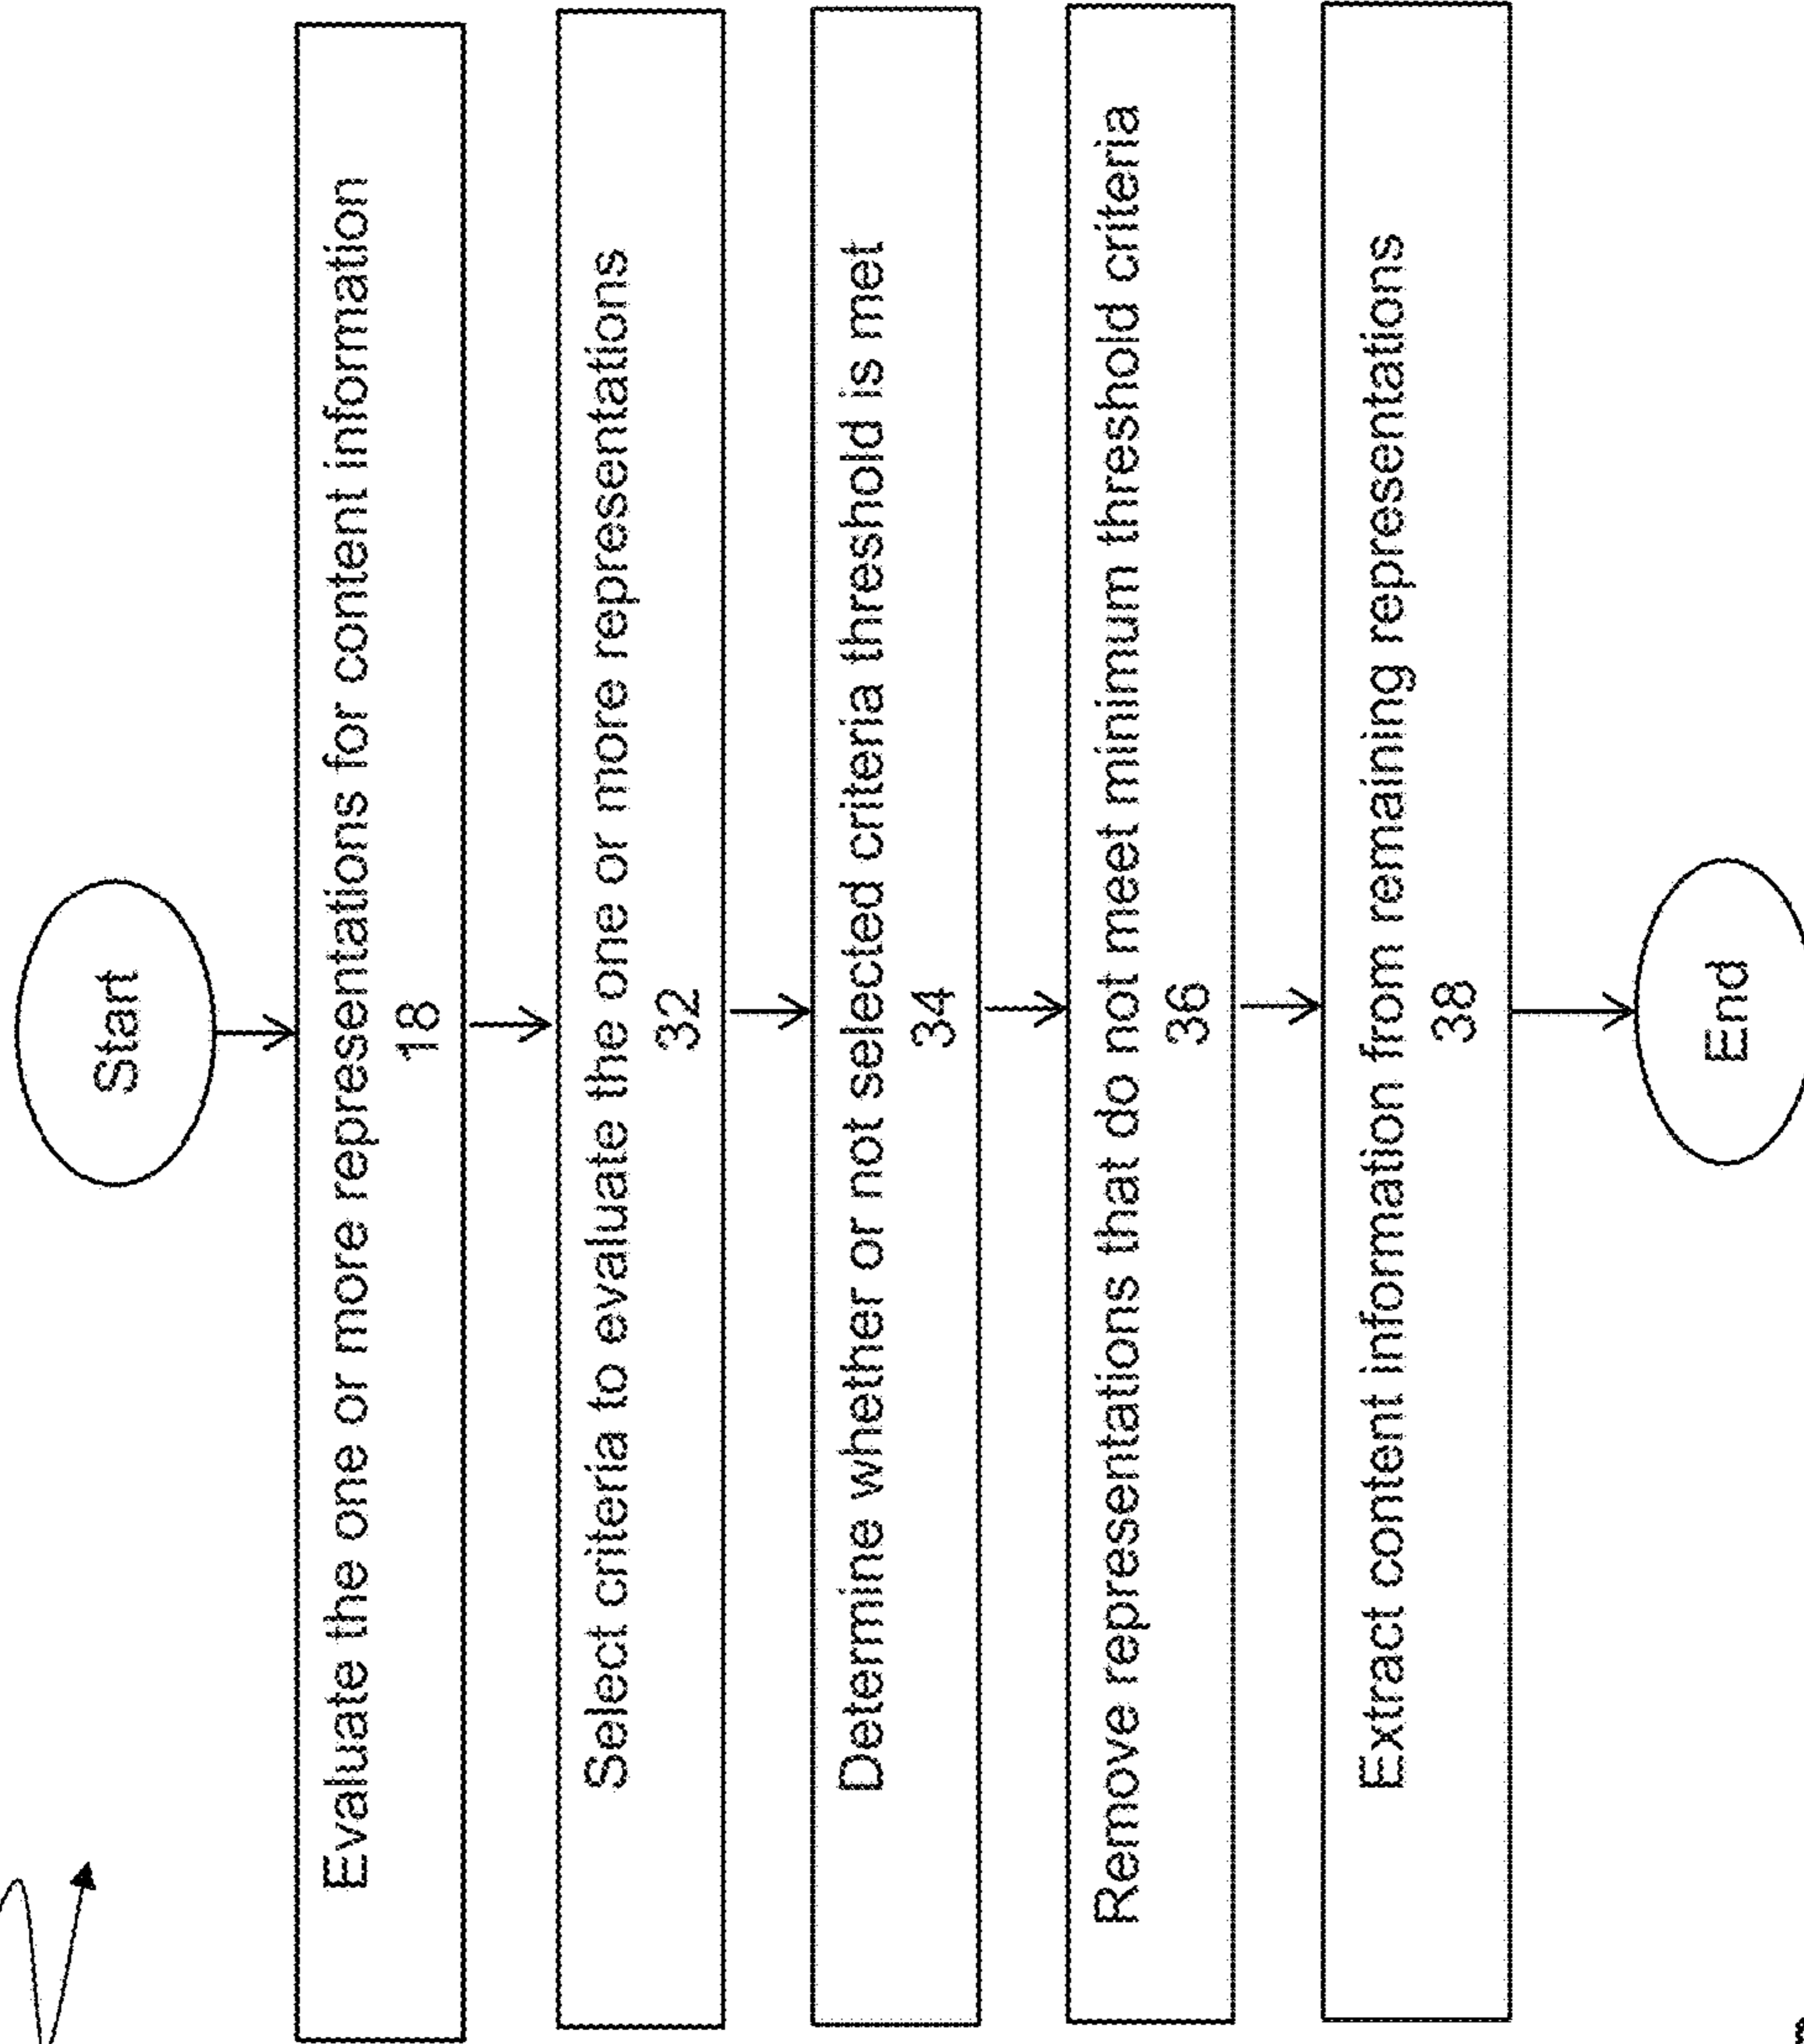 Start
Evaluate the one or more representations for content information
18
Select criteria to evaluate the one or more representations
32
Determine whether or not selected criteria threshold is met
34
Remove representations that do not meet minimum threshold criteria
36
Extract content information from remaining representations
38
End